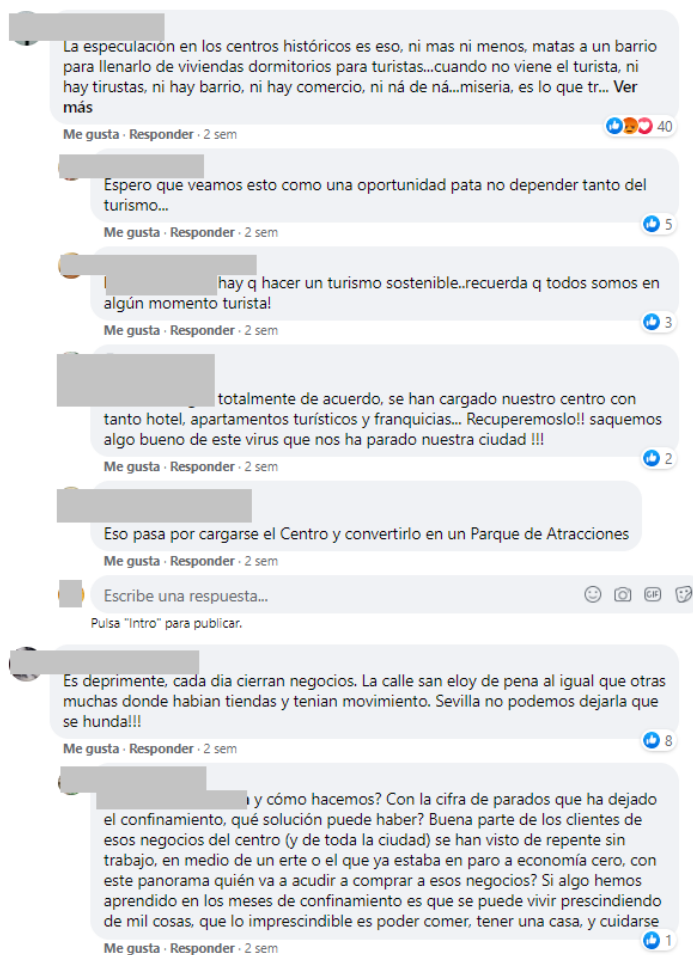 La especulación en los centros históricos es eso, ni mas ni menos, matas a un barrio
para llenarlo de viviendas dormitorios para turistas...cuando no viene el turista, ni
hay tirustas, ni hay barrio, ni hay comercio, ni ná de ná...miseria, es lo que tr... Ver
más
40
Me gusta · Responder · 2 sem
Espero que veamos esto como una oportunidad pata no depender tanto del
turismo...
5
Me gusta · Responder · 2 sem
hay q hacer un turismo sostenible..recuerda q todos somos en
algún momento turista!
3
Me gusta · Responder · 2 sem
totalmente de acuerdo, se han cargado nuestro centro con
tanto hotel, apartamentos turísticos y franquicias... Recuperemoslo!! saquemos
algo bueno de este virus que nos ha parado nuestra ciudad !!!
2
Me gusta · Responder · 2 sem
Eso pasa por cargarse el Centro y convertirlo en un Parque de Atracciones
Me gusta · Responder · 2 sem
Escribe una respuesta... GIF
Pulsa "Intro" para publicar.
Es deprimente, cada dia cierran negocios. La calle san eloy de pena al igual que otras
muchas donde habian tiendas y tenian movimiento. Sevilla no podemos dejarla que
se hunda!!!
8
Me gusta · Responder · 2 sem
y cómo hacemos? Con la cifra de parados que ha dejado
el confinamiento, qué solución puede haber? Buena parte de los clientes de
esos negocios del centro (y de toda la ciudad) se han visto de repente sin
trabajo, en medio de un erte o el que ya estaba en paro a economía cero, con
este panorama quién va a acudir a comprar a esos negocios? Si algo hemos
aprendido en los meses de confinamiento es que se puede vivir prescindiendo
de mil cosas, que lo imprescindible es poder comer, tener una casa, y cuidarse
1
Me gusta · Responder · 2 sem